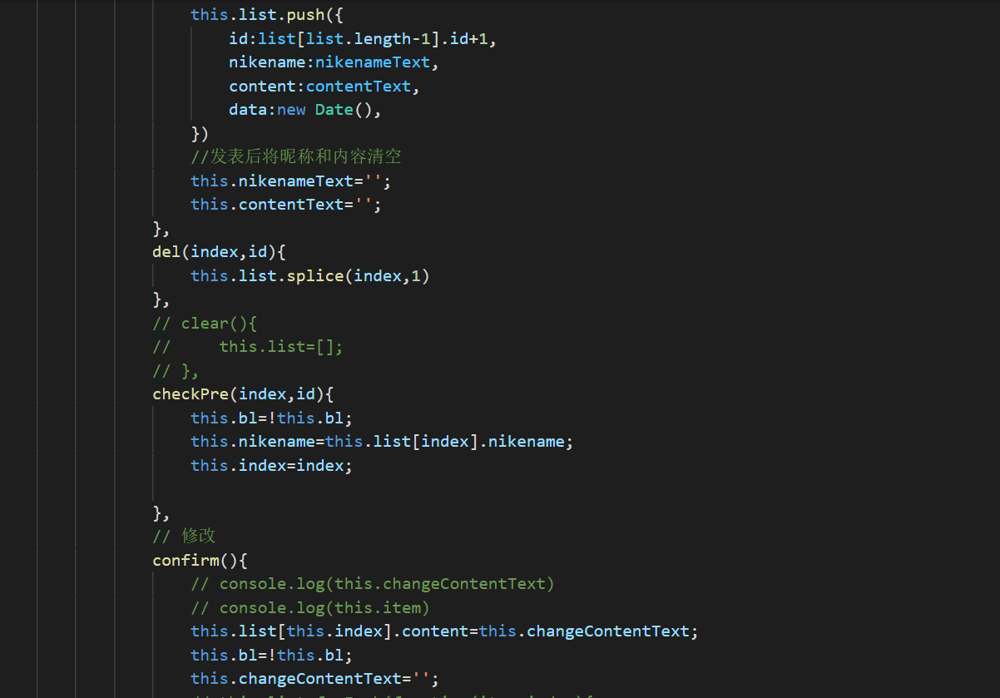 this.list.push({
id:list[list.length-1].id+1,
nikename:nikenameText,
content:contentText,
data:new Date(),
})
//发表后将昵称和内容清空
this.nikenameText='';
this.contentText='';
},
del(index,id){
this.list.splice(index,1)
},
// clear(){
//     this.list=[];
// },
checkPre(index,id){
this.bl=!this.bl;
this.nikename=this.list[index].nikename;
this.index=index;
},
// 修改
confirm(){
// console.log(this.changeContentText)
// console.log(this.item)
this.list[this.index].content=this.changeContentText;
this.bl=!this.bl;
this.changeContentText='';